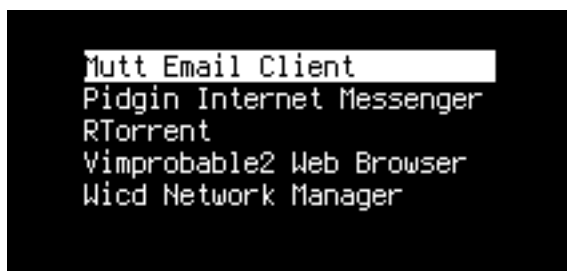 Mutt Email Client
Pidgin Internet Messenger
RTorrent
Vimprobable2 Web Browser
Wicd Network Manager